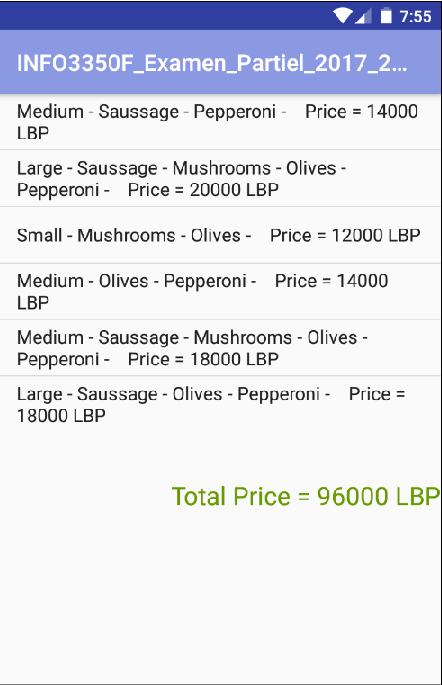 7:55
INFO3350F_Examen_Partiel_2017_2...
Medium - Saussage - Pepperoni -    Price = 14000
LBP
Large - Saussage - Mushrooms - Olives -
Pepperoni -    Price = 20000 LBP
Small - Mushrooms - Olives -    Price = 12000 LBP
Medium - Olives - Pepperoni -    Price = 14000
LBP
Medium - Saussage - Mushrooms - Olives -
Pepperoni -    Price = 18000 LBP
Large - Saussage - Olives - Pepperoni -    Price =
18000 LBP
Total Price = 96000 LBP